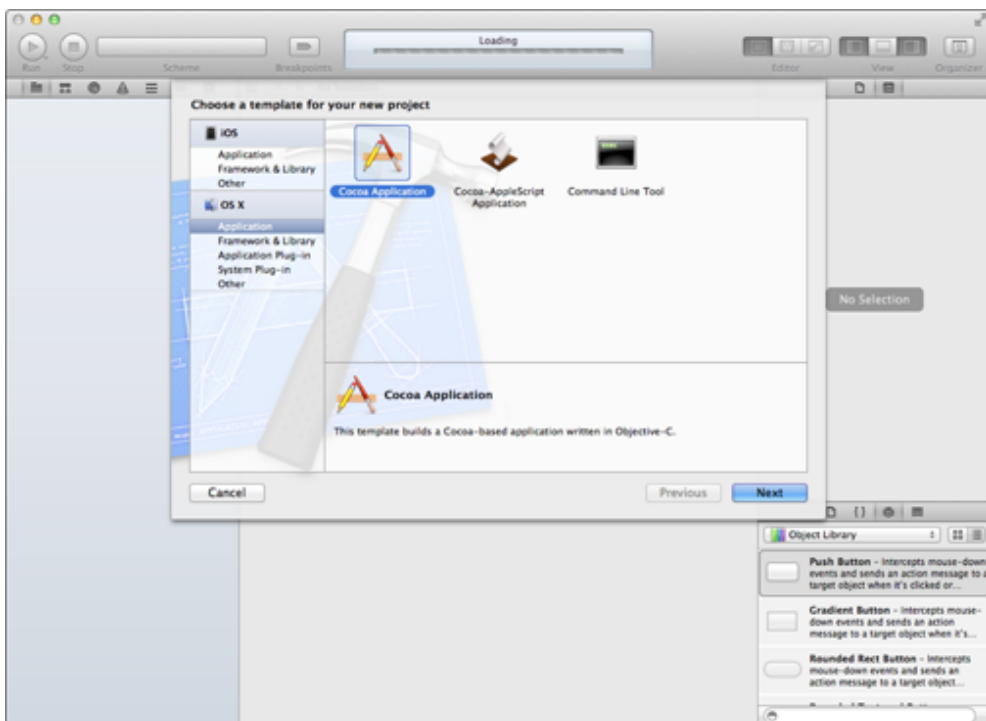 Loading
Run
Stop
Scheme
Breakpoints
Editor
View
Organizer
Choose a template for your new project
iOS
Application
Framework & Library
Other
OS X
Application
Framework & Library
Application Plug-in
System Plug-in
Other
Cocoa Application
Cocoa-AppleScript
Application
Command Line Tool
No Selection
Cocoa Application
This template builds a Cocoa-based application written in Objective-C.
Cancel
Previous
Next
Object Library
Push Button - Intercepts mouse-down
events and sends an action message to a
target object when it's clicked or...
Gradient Button - Intercepts mouse-
down events and sends an action
message to a target object when it's...
Rounded Rect Button - Intercepts
mouse-down events and sends an
action message to a target object...